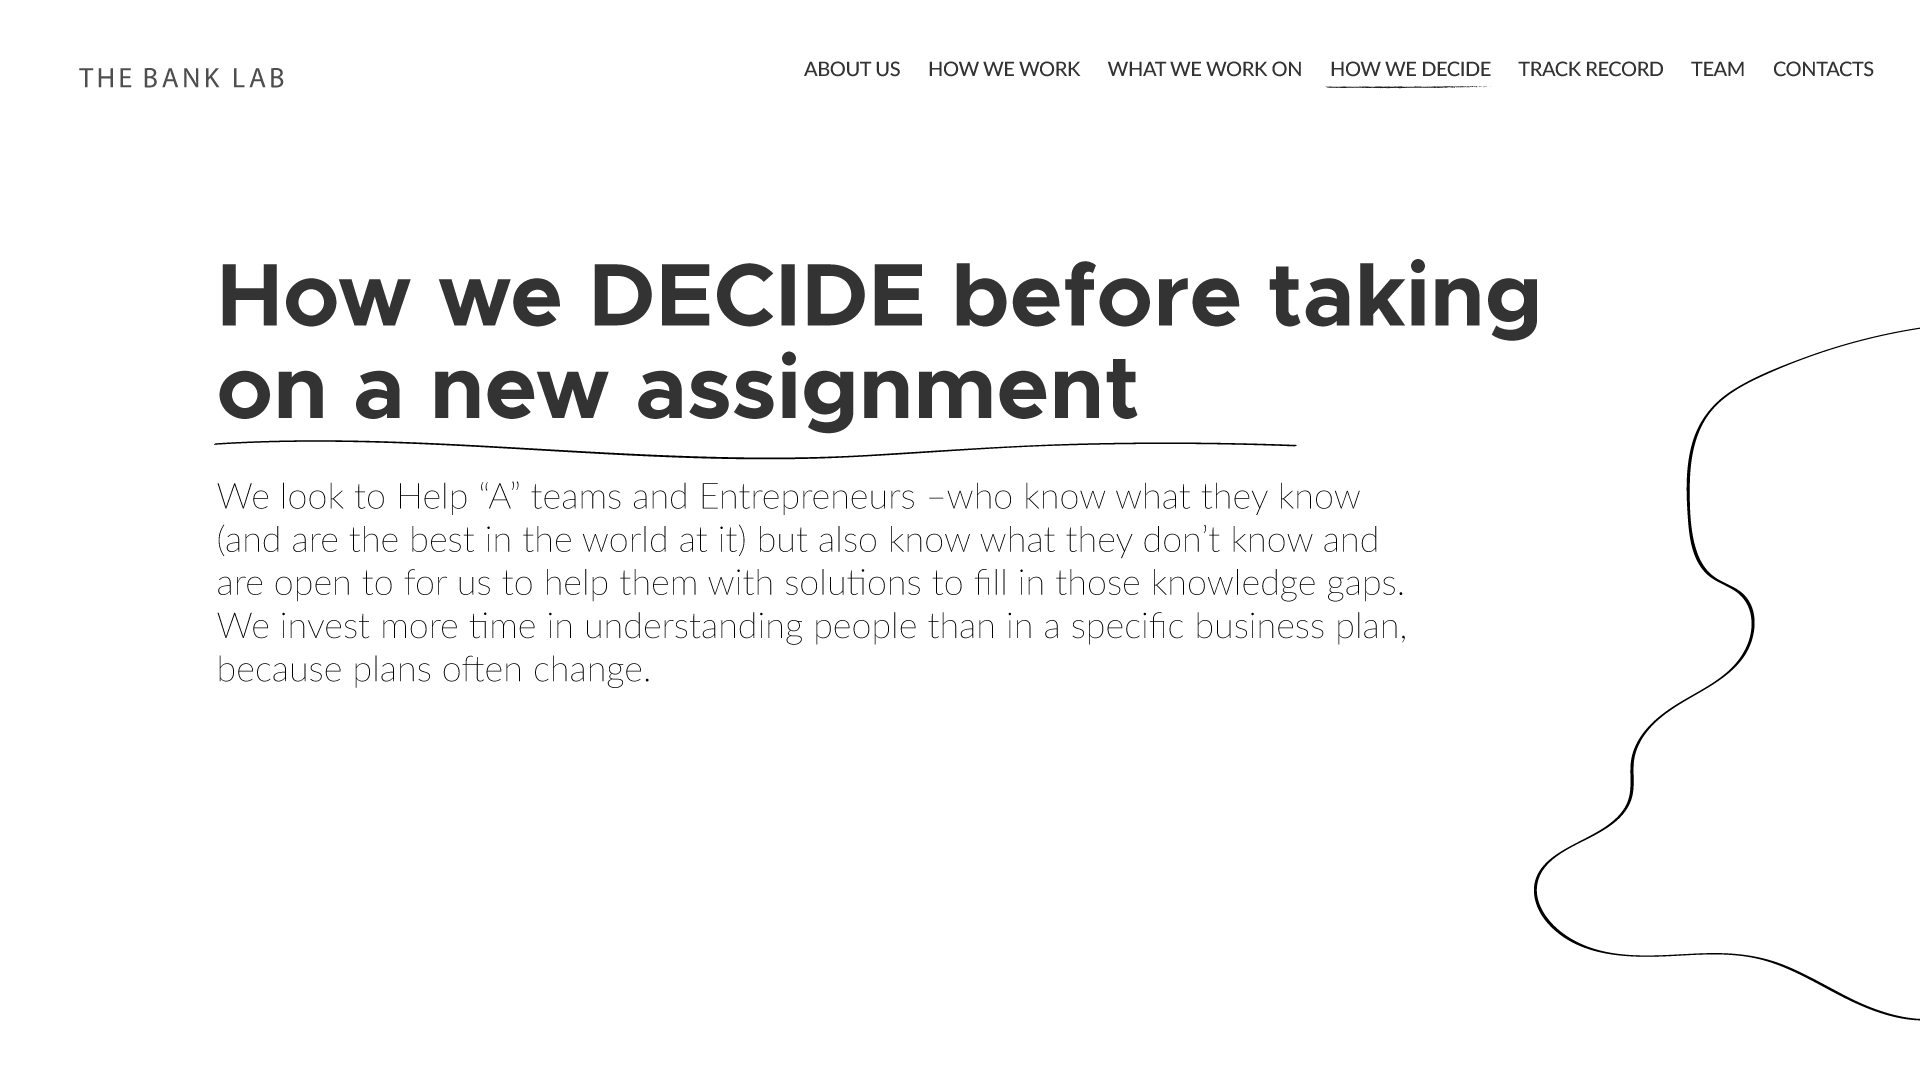 THE BANK LAB
ABOUT US HOW WE WORK WHAT WE WORK ON HOW WE DECIDE TRACK RECORD TEAM CONTACTS
How we DECIDE before taking
on a new assignment
We look to Help “A” teams and Entrepreneurs –who know what they know
(and are the best in the world at it) but also know what they don’t know and
are open to for us to help them with solutions to fill in those knowledge gaps.
We invest more time in understanding people than in a specific business plan,
because plans often change.